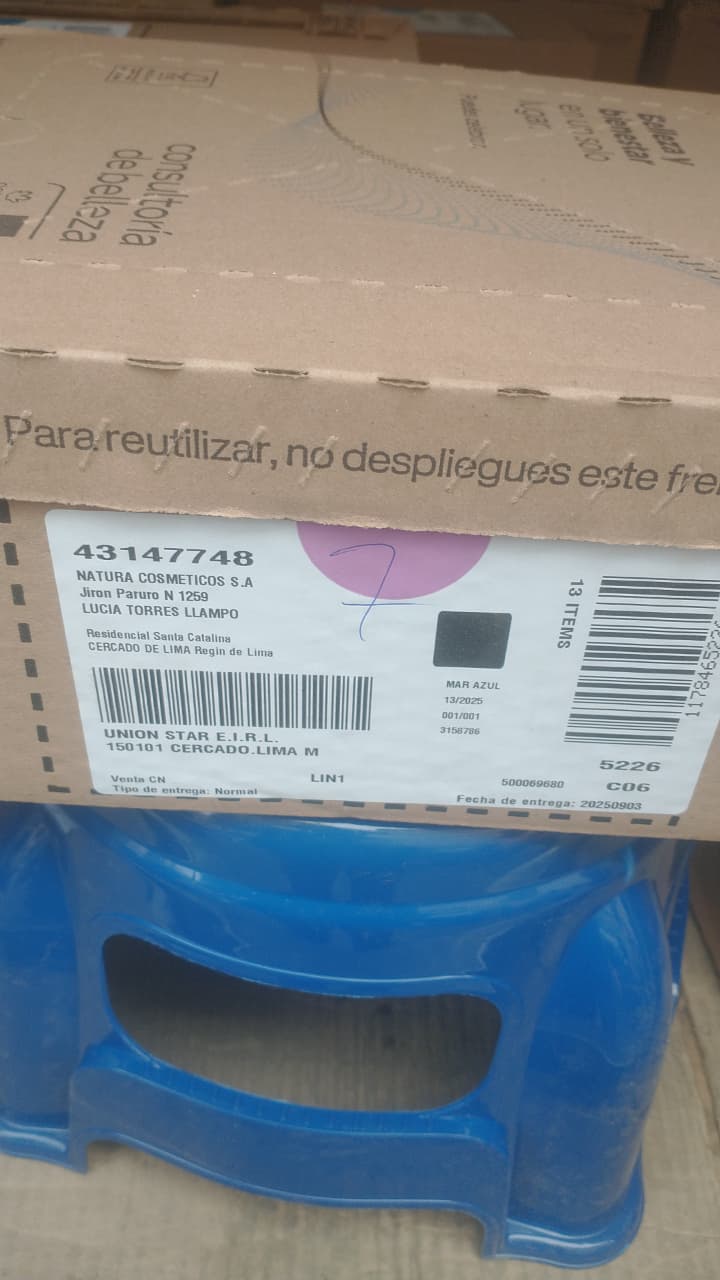 Belleza y
bienestar
en un solo
lugar.
consultoría
de belleza
Para reutilizar, no despliegues este fre
43147748
NATURA COSMETICOS S.A
Jiron Paruro N 1259
LUCIA TORRES LLAMPO
Residencial Santa Catalina
CERCADO DE LIMA Regin de Lima
UNION STAR E.I.R.L.
150101 CERCADO.LIMA M
Venta CN
LIN1
Tipo de entrega: Normal
7
MAR AZUL
13/2025
001/001
3156786
13 ITEMS
5226
500069680
C06
Fecha de entrega: 20250903